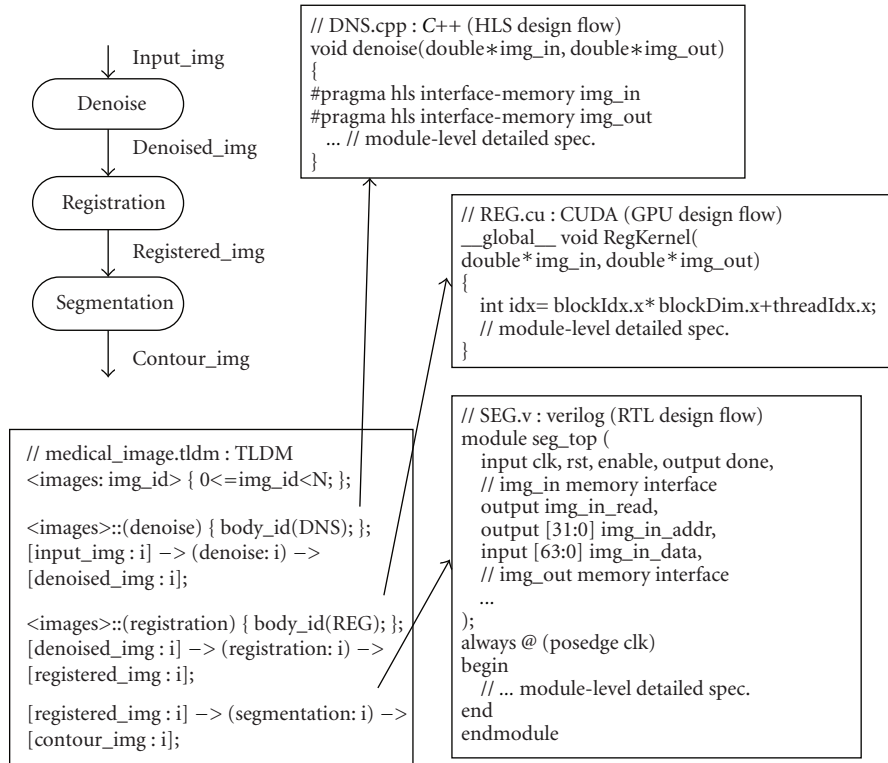 Input_img
Denoise
Denoised_img
Registration
Registered_img
Segmentation
Contour_img
// DNS.cpp : C++ (HLS design flow)
void denoise(double*img_in, double*img_out)
{
#pragma hls interface-memory img_in
#pragma hls interface-memory img_out
... // module-level detailed spec.
}
// REG.cu : CUDA (GPU design flow)
__global__ void RegKernel(
double*img_in, double*img_out)
{
int idx= blockIdx.x* blockDim.x+threadIdx.x;
// module-level detailed spec.
}
// medical_image.tldm : TLDM
<images: img_id> { 0<=img_id<N; };
<images>::(denoise) { body_id(DNS); };
[input_img : i] −> (denoise: i) −>
[denoised_img : i];
<images>::(registration) { body_id(REG); };
[denoised_img : i] −> (registration: i) −>
[registered_img : i];
[registered_img : i] −> (segmentation: i) −>
[contour_img : i];
// SEG.v : verilog (RTL design flow)
module seg_top (
input clk, rst, enable, output done,
// img_in memory interface
output img_in_read,
output [31:0] img_in_addr,
input [63:0] img_in_data,
// img_out memory interface
...
);
always @ (posedge clk)
begin
// ... module-level detailed spec.
end
endmodule